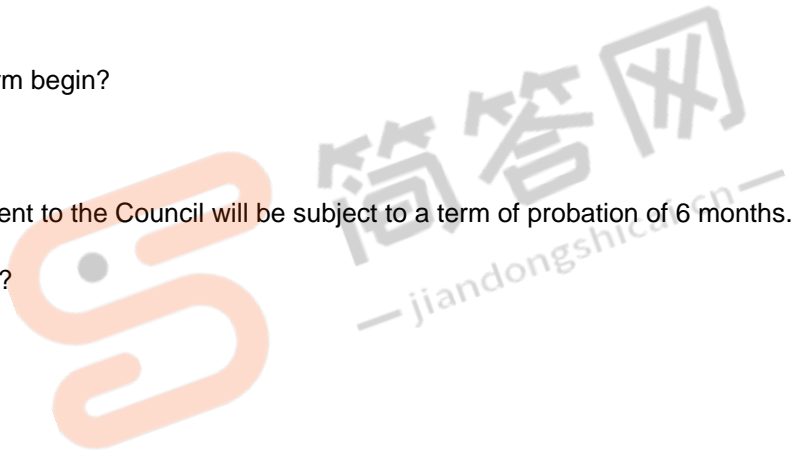 rm begin?
简答网
ent to the Council will be subject to a term of probation of 6 months.
jiandongshicai.cn
?